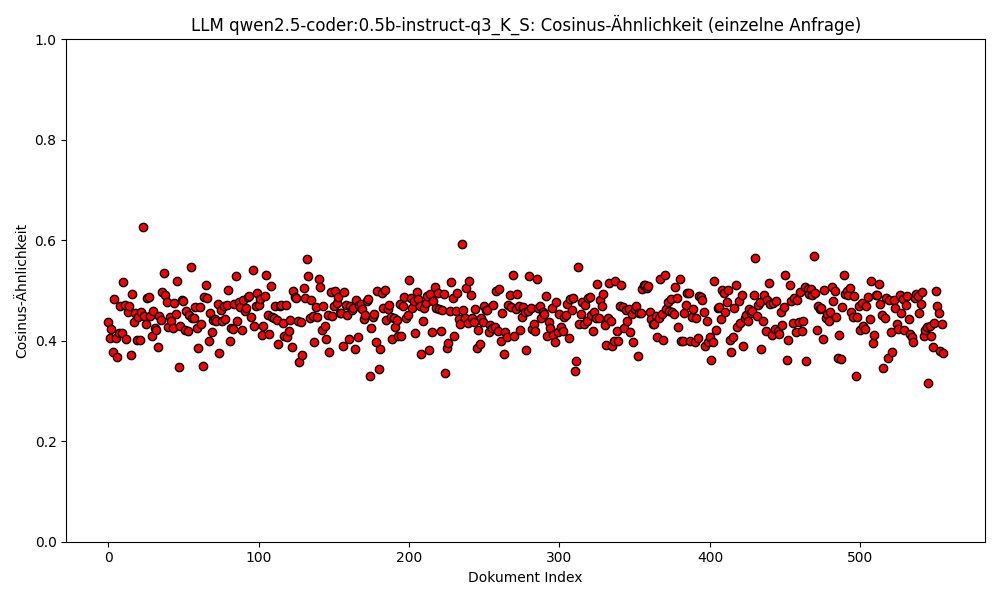 LLM qwen2.5-coder:0.5b-instruct-q3_K_S: Cosinus-Ähnlichkeit (einzelne Anfrage)
1.0
0.8
0.6
0.4
0.2
0.0
Cosinus-Ähnlichkeit
0 100 200 300 400 500
Dokument Index